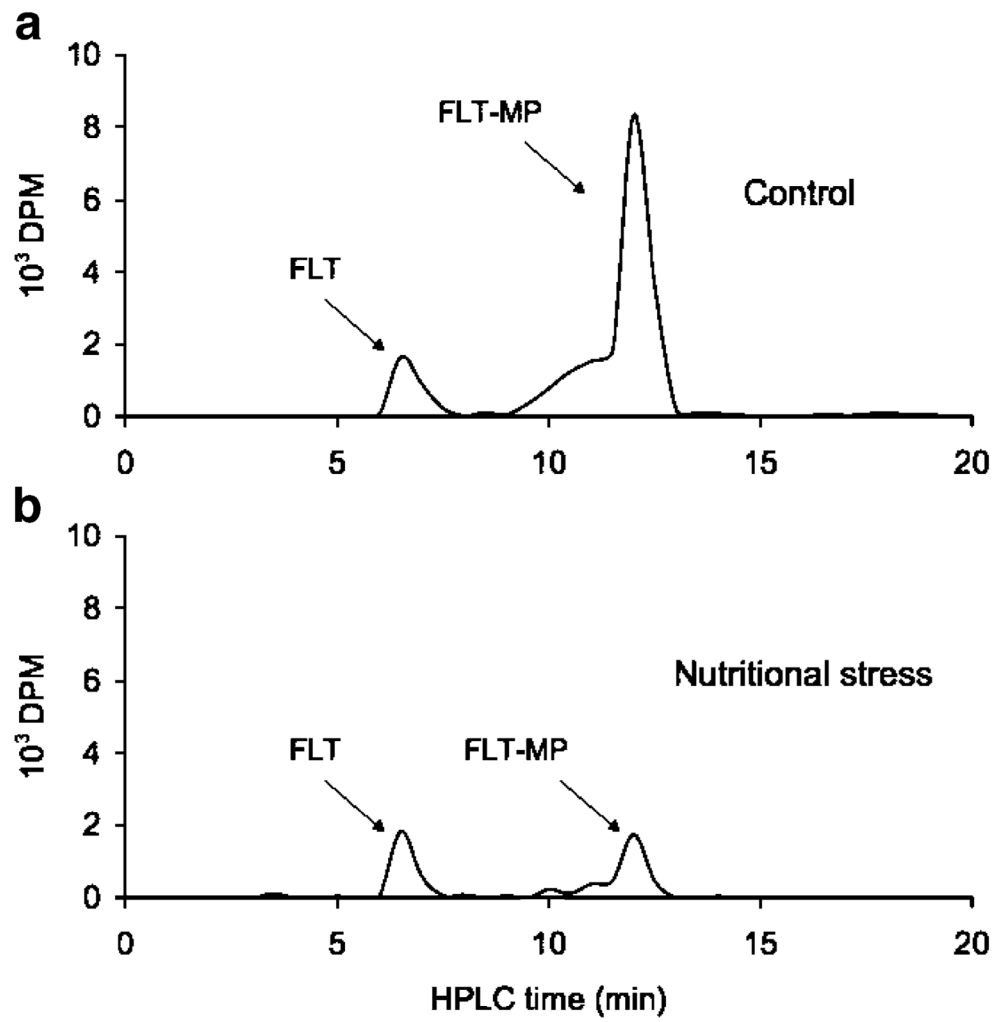 a
10
8
6
4
2
0
10³ DPM
FLT-MP
Control
FLT
0 5 10 15 20
b
10
8
6
4
2
0
10³ DPM
Nutritional stress
FLT FLT-MP
0 5 10 15 20
HPLC time (min)